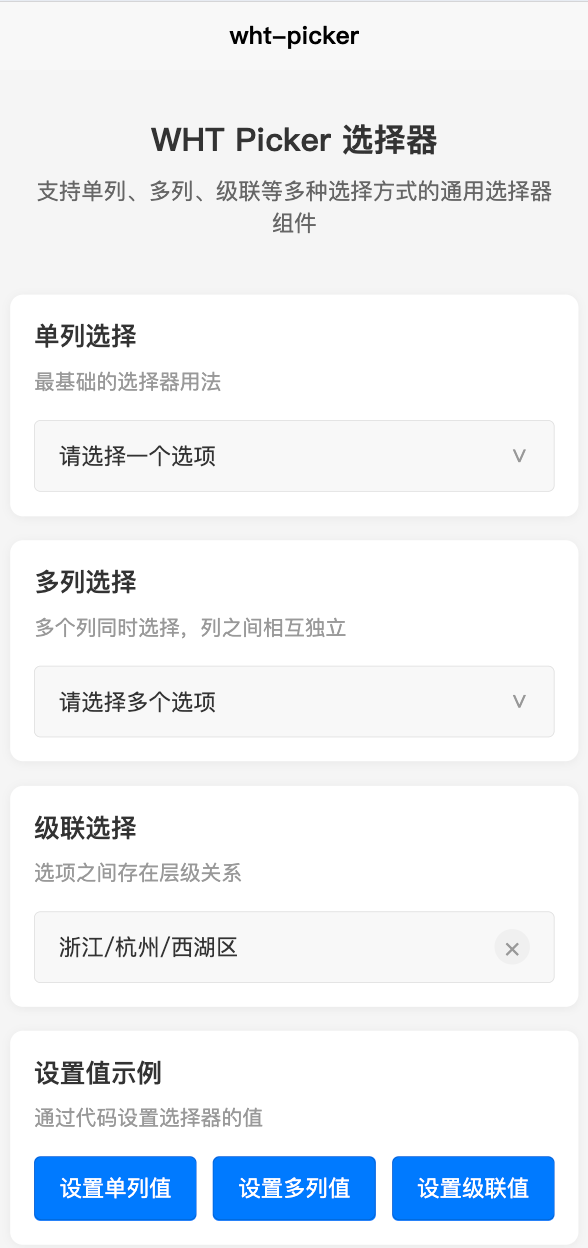 wht-picker
WHT Picker 选择器
支持单列、多列、级联等多种选择方式的通用选择器
组件
单列选择
最基础的选择器用法
请选择一个选项
多列选择
多个列同时选择，列之间相互独立
请选择多个选项
级联选择
选项之间存在层级关系
浙江/杭州/西湖区
设置值示例
通过代码设置选择器的值
设置单列值 设置多列值 设置级联值